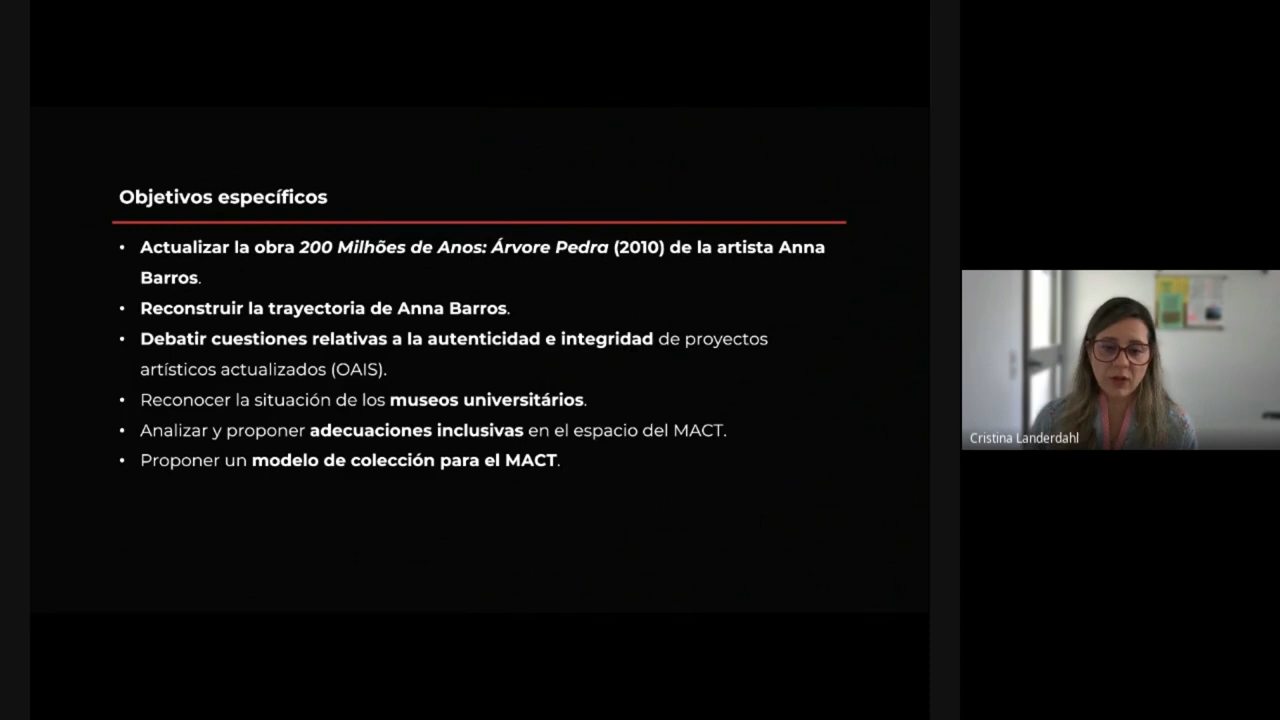 Objetivos específicos
• Actualizar la obra 200 Milhões de Anos: Árvore Pedra (2010) de la artista Anna
Barros.
• Reconstruir la trayectoria de Anna Barros.
• Debatir cuestiones relativas a la autenticidad e integridad de proyectos
artísticos actualizados (OAIS).
• Reconocer la situación de los museos universitários.
• Analizar y proponer adecuaciones inclusivas en el espacio del MACT.
• Proponer un modelo de colección para el MACT.
Cristina Landerdahl